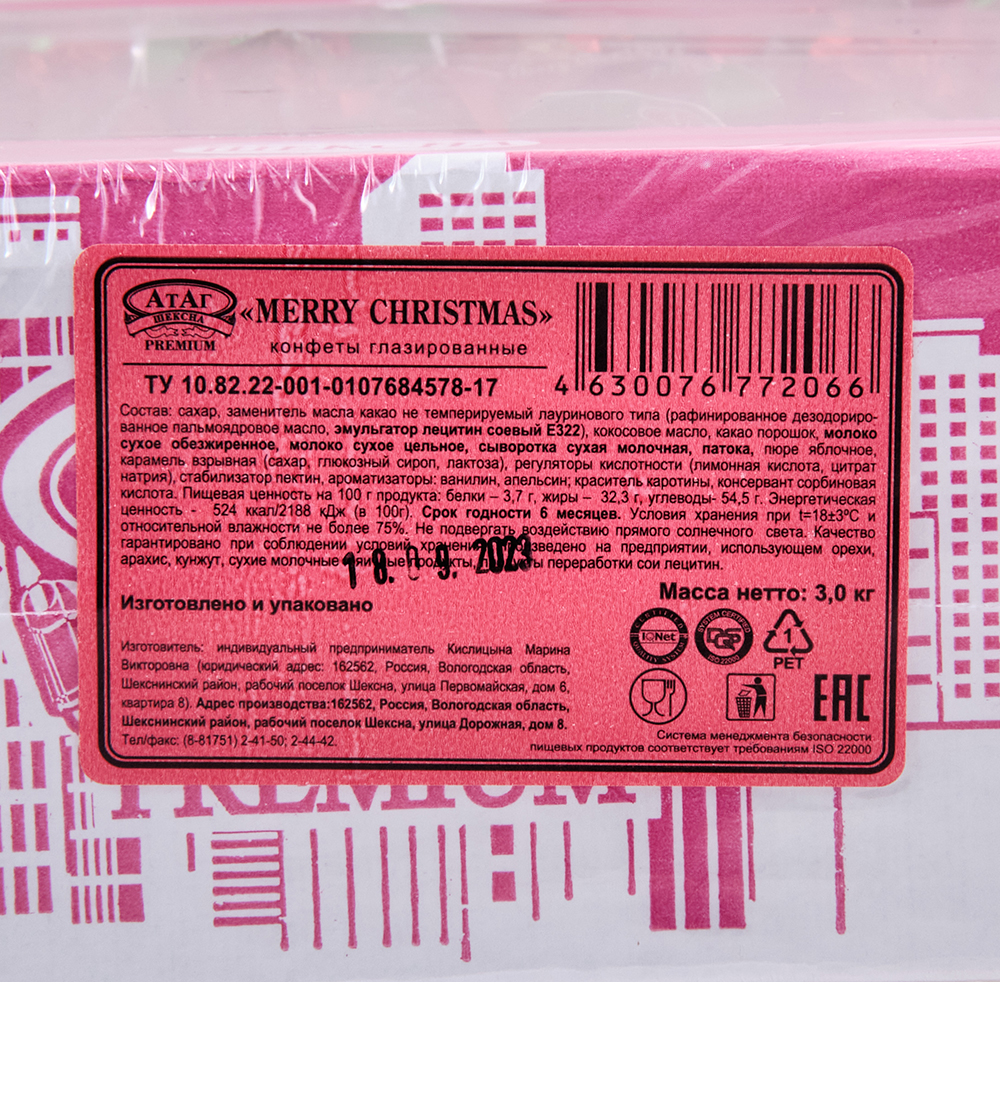 АтАг
ШЕКСНА
PREMIUM
«MERRY CHRISTMAS»
конфеты глазированные
ТУ 10.82.22-001-0107684578-17
4 630076 772066
Состав: сахар, заменитель масла какао не темперируемый лауринового типа (рафинированное дезодориро-
ванное пальмоядровое масло, эмульгатор лецитин соевый Е322), кокосовое масло, какао порошок, молоко
сухое обезжиренное, молоко сухое цельное, сыворотка сухая молочная, патока, пюре яблочное,
карамель взрывная (сахар, глюкозный сироп, лактоза), регуляторы кислотности (лимонная кислота, цитрат
натрия), стабилизатор пектин, ароматизаторы: ванилин, апельсин; краситель каротины, консервант сорбиновая
кислота. Пищевая ценность на 100 г продукта: белки – 3,7 г, жиры – 32,3 г, углеводы- 54,5 г. Энергетическая
ценность - 524 ккал/2188 кДж (в 100г). Срок годности 6 месяцев. Условия хранения при t=18±3ºC и
относительной влажности не более 75%. Не подвергать воздействию прямого солнечного света. Качество
гарантировано при соблюдении условий хранения. Произведено на предприятии, использующем орехи,
арахис, кунжут, сухие молочные продукты, продукты переработки сои лецитин.
18.09.2023
Изготовлено и упаковано
Масса нетто: 3,0 кг
Изготовитель: индивидуальный предприниматель Кислицына Марина
Викторовна (юридический адрес: 162562, Россия, Вологодская область,
Шекснинский район, рабочий поселок Шексна, улица Первомайская, дом 6,
квартира 8). Адрес производства:162562, Россия, Вологодская область,
Шекснинский район, рабочий поселок Шексна, улица Дорожная, дом 8.
Тел/факс: (8-81751) 2-41-50; 2-44-42.
CERTIFIED
IQNet
QUALITY SYSTEM
SYSTEM CERTIFIED
DQS
ISO 22000
1
PET
EAC
Система менеджмента безопасности
пищевых продуктов соответствует требованиям ISO 22000
PREMIUM